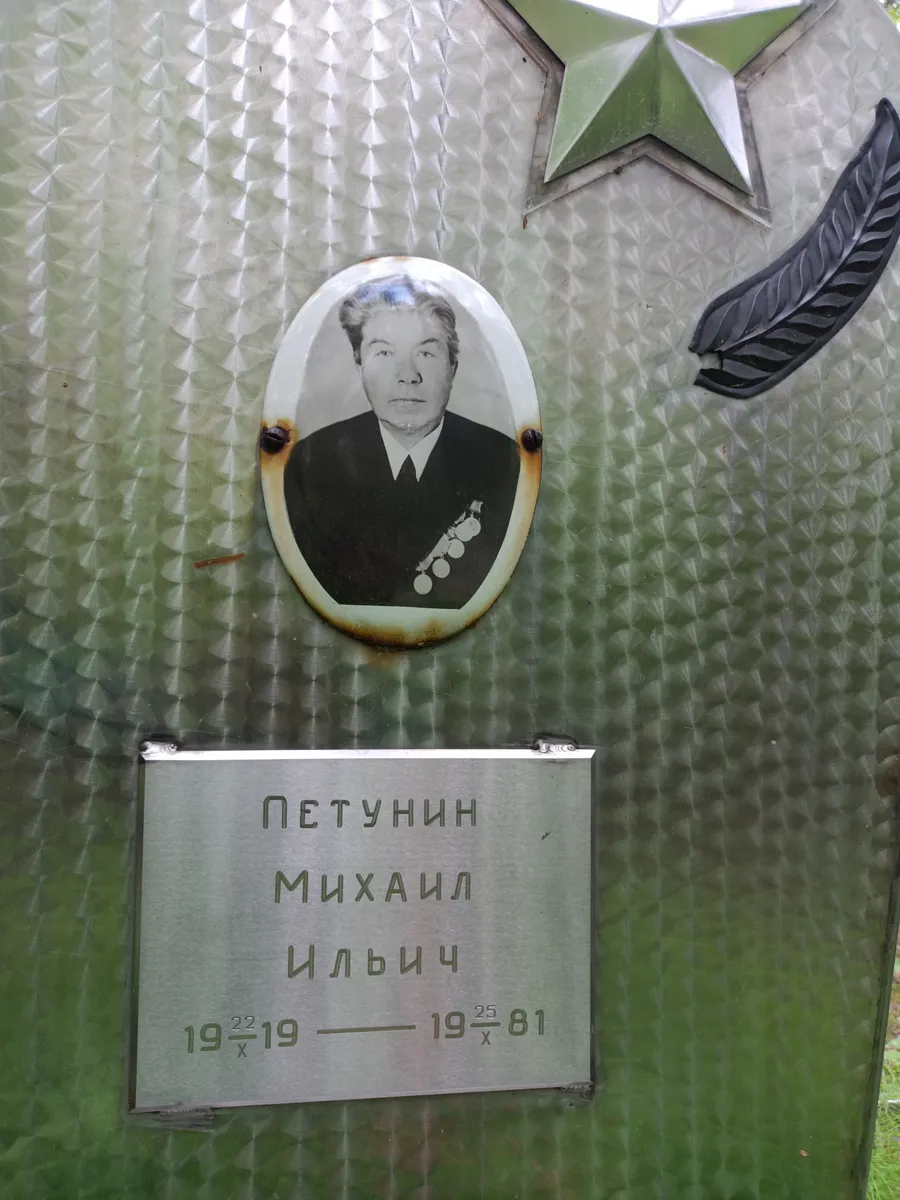 Петунин
Михаил
Ильич
19 22/X 19 — 19 25/X 81